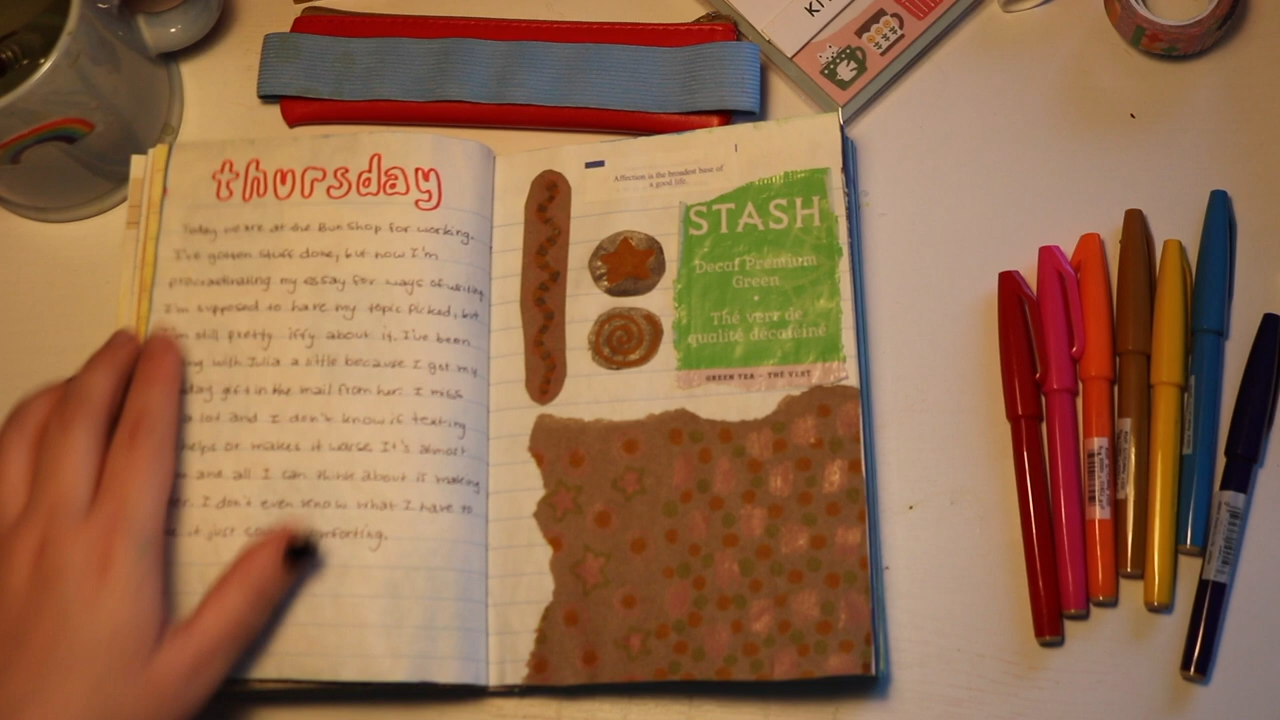 thursday
Today we are at the Bun Shop for working.
I've gotten stuff done, but now I'm
procrastinating my essay for ways of writing.
I'm supposed to have my topic picked, but
I'm still pretty iffy about it. I've been
with Julia a little because I got my
gift in the mail from her. I miss
a lot and I don't know if texting
helps or makes it worse. It's almost
and all I can think about is making
I don't even know what I have to
it just
Affection is the broadest base of
a good life.
STASH
Decaf Premium
Green
Thé vert de
qualité décaféiné
GREEN TEA - THÉ VERT